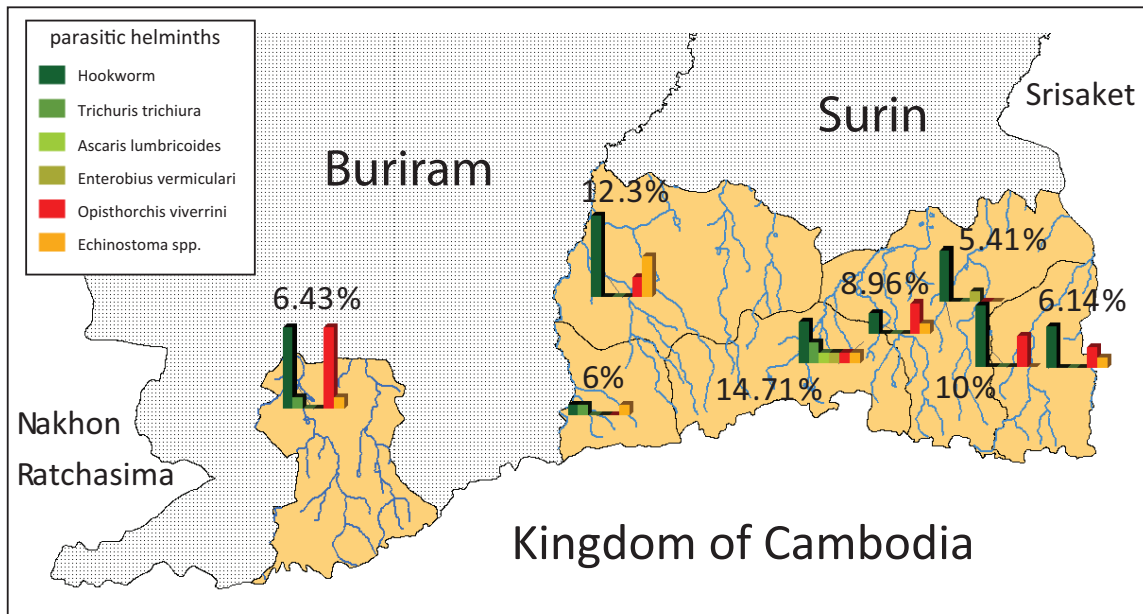 parasitic helminths
Hookworm
Trichuris trichiura
Ascaris lumbricoides
Enterobius vermiculari
Opisthorchis viverrini
Echinostoma spp.
Srisaket
Surin
Buriram
12.3%
5.41%
8.96%
6.43%
6.14%
6%
14.71%
10%
Nakhon
Ratchasima
Kingdom of Cambodia